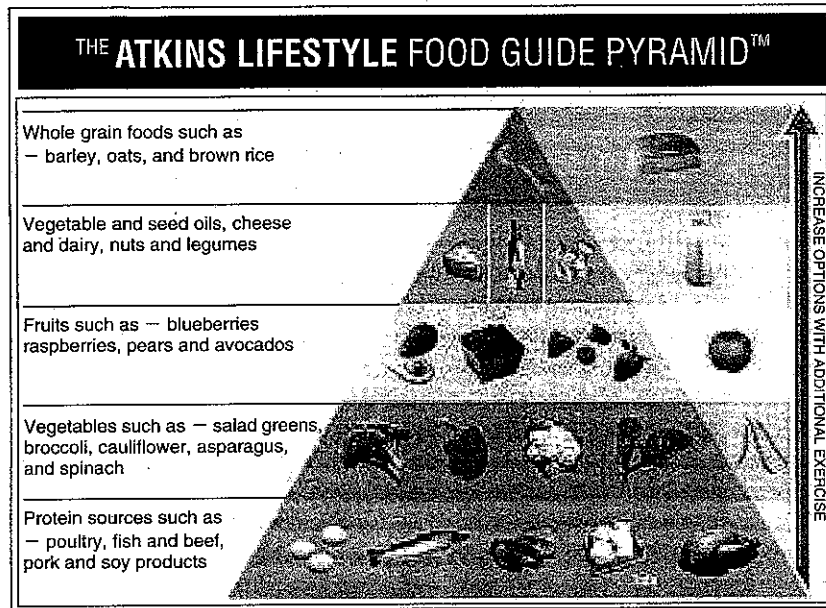 THE ATKINS LIFESTYLE FOOD GUIDE PYRAMID™
Whole grain foods such as
– barley, oats, and brown rice
Vegetable and seed oils, cheese
and dairy, nuts and legumes
Fruits such as – blueberries
raspberries, pears and avocados
Vegetables such as – salad greens,
broccoli, cauliflower, asparagus,
and spinach
Protein sources such as
– poultry, fish and beef,
pork and soy products
INCREASE OPTIONS WITH ADDITIONAL EXERCISE